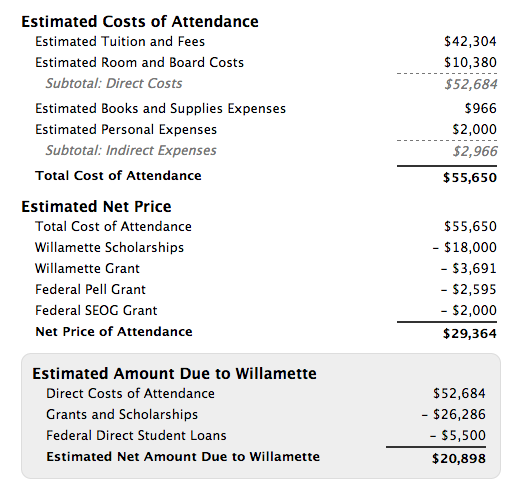 Estimated Costs of Attendance
Estimated Tuition and Fees $42,304
Estimated Room and Board Costs $10,380
Subtotal: Direct Costs $52,684
Estimated Books and Supplies Expenses $966
Estimated Personal Expenses $2,000
Subtotal: Indirect Expenses $2,966
Total Cost of Attendance $55,650
Estimated Net Price
Total Cost of Attendance $55,650
Willamette Scholarships - $18,000
Willamette Grant - $3,691
Federal Pell Grant - $2,595
Federal SEOG Grant - $2,000
Net Price of Attendance $29,364
Estimated Amount Due to Willamette
Direct Costs of Attendance $52,684
Grants and Scholarships - $26,286
Federal Direct Student Loans - $5,500
Estimated Net Amount Due to Willamette $20,898